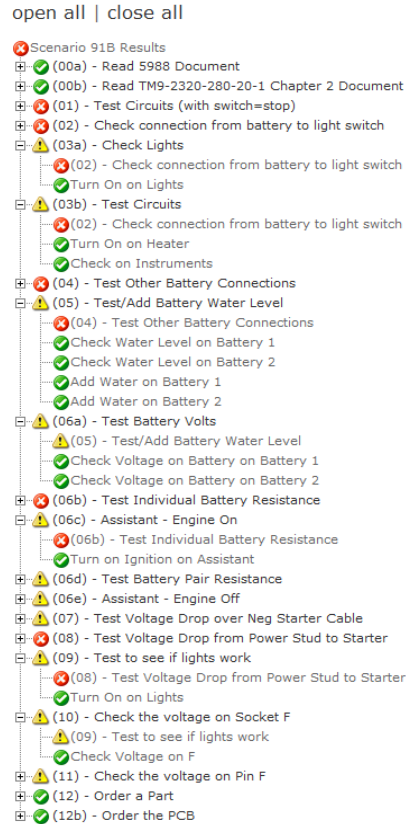 open all | close all
Scenario 91B Results
(00a) - Read 5988 Document
(00b) - Read TM9-2320-280-20-1 Chapter 2 Document
(01) - Test Circuits (with switch=stop)
(02) - Check connection from battery to light switch
(03a) - Check Lights
(02) - Check connection from battery to light switch
Turn On on Lights
(03b) - Test Circuits
(02) - Check connection from battery to light switch
Turn On on Heater
Check on Instruments
(04) - Test Other Battery Connections
(05) - Test/Add Battery Water Level
(04) - Test Other Battery Connections
Check Water Level on Battery 1
Check Water Level on Battery 2
Add Water on Battery 1
Add Water on Battery 2
(06a) - Test Battery Volts
(05) - Test/Add Battery Water Level
Check Voltage on Battery on Battery 1
Check Voltage on Battery on Battery 2
(06b) - Test Individual Battery Resistance
(06c) - Assistant - Engine On
(06b) - Test Individual Battery Resistance
Turn on Ignition on Assistant
(06d) - Test Battery Pair Resistance
(06e) - Assistant - Engine Off
(07) - Test Voltage Drop over Neg Starter Cable
(08) - Test Voltage Drop from Power Stud to Starter
(09) - Test to see if lights work
(08) - Test Voltage Drop from Power Stud to Starter
Turn On on Lights
(10) - Check the voltage on Socket F
(09) - Test to see if lights work
Check Voltage on F
(11) - Check the voltage on Pin F
(12) - Order a Part
(12b) - Order the PCB